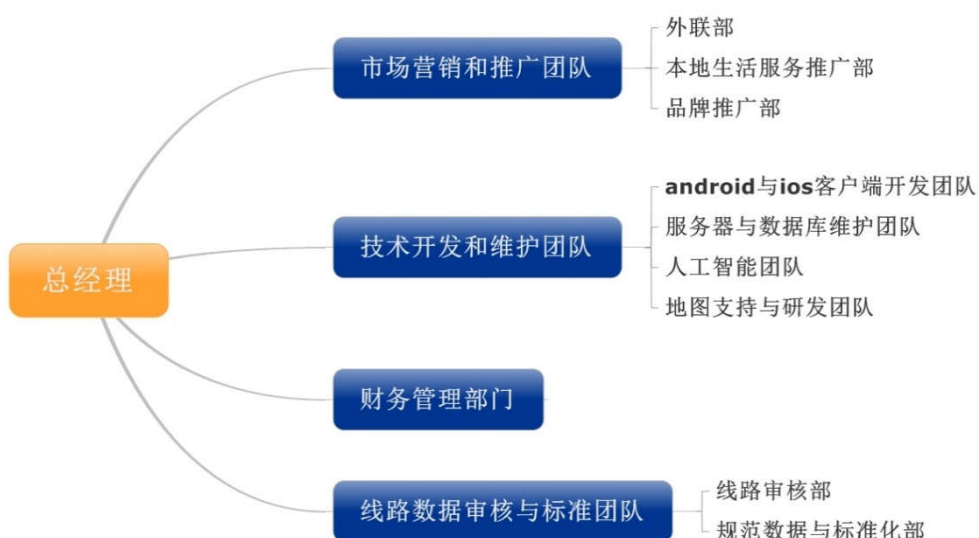 外联部
市场营销和推广团队
本地生活服务推广部
品牌推广部
android与ios客户端开发团队
技术开发和维护团队
服务器与数据库维护团队
总经理
人工智能团队
地图支持与研发团队
财务管理部门
线路数据审核与标准团队
线路审核部
规范数据与标准化部